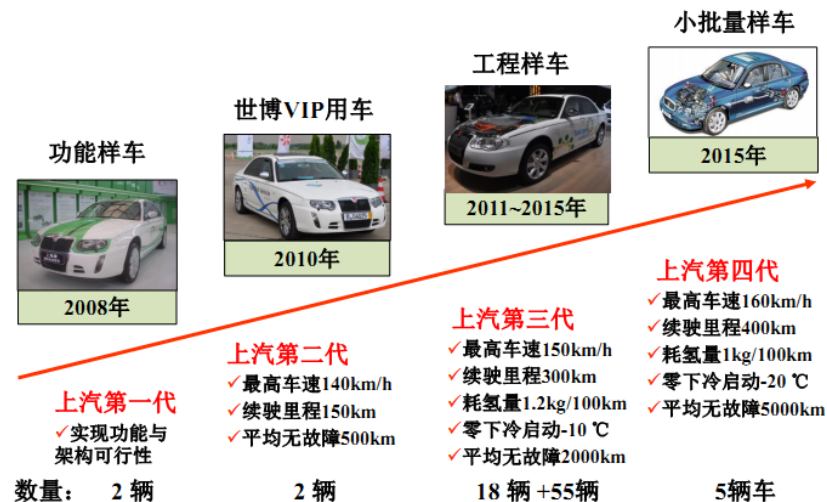 小批量样车
2015年
工程样车
2011~2015年
世博VIP用车
2010年
功能样车
2008年
上汽第一代
✓实现功能与
架构可行性
上汽第二代
✓最高车速140km/h
✓续驶里程150km
✓平均无故障500km
上汽第三代
✓最高车速150km/h
✓续驶里程300km
✓耗氢量1.2kg/100km
✓零下冷启动-10 ℃
✓平均无故障2000km
上汽第四代
✓最高车速160km/h
✓续驶里程400km
✓耗氢量1kg/100km
✓零下冷启动-20 ℃
✓平均无故障5000km
数量： 2 辆 2 辆 18 辆 +55辆 5辆车